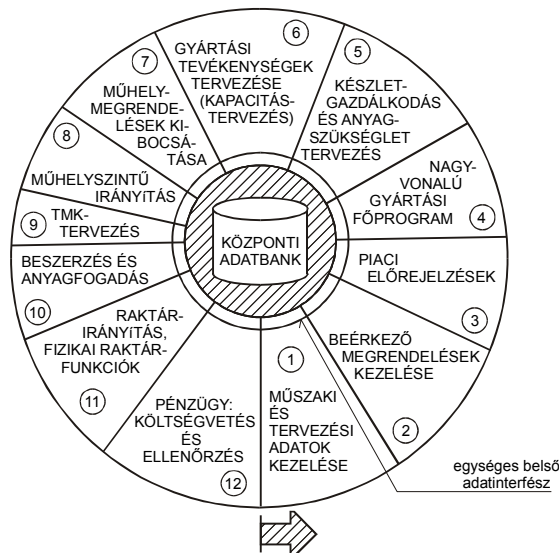 1
MŰSZAKI
ÉS
TERVEZÉSI
ADATOK
KEZELÉSE
2
BEÉRKEZŐ
MEGRENDELÉSEK
KEZELÉSE
3
PIACI
ELŐREJELZÉSEK
4
NAGY-
VONALÚ
GYÁRTÁSI
FŐPROGRAM
5
KÉSZLET-
GAZDÁLKODÁS
ÉS ANYAG-
SZÜKSÉGLET
TERVEZÉS
6
GYÁRTÁSI
TEVÉKENYSÉGEK
TERVEZÉSE
(KAPACITÁS-
TERVEZÉS)
7
MŰHELY-
MEGRENDE-
LÉSEK KI-
BOCSÁ-
TÁSA
8
MŰHELYSZINTŰ
IRÁNYÍTÁS
9
TMK-
TERVEZÉS
10
BESZERZÉS ÉS
ANYAGFOGADÁS
11
RAKTÁR-
IRÁNYÍTÁS,
FIZIKAI RAKTÁR-
FUNKCIÓK
12
PÉNZÜGY:
KÖLTSÉGVETÉS
ÉS
ELLENŐRZÉS
KÖZPONTI
ADATBANK
egységes belső
adatinterfész